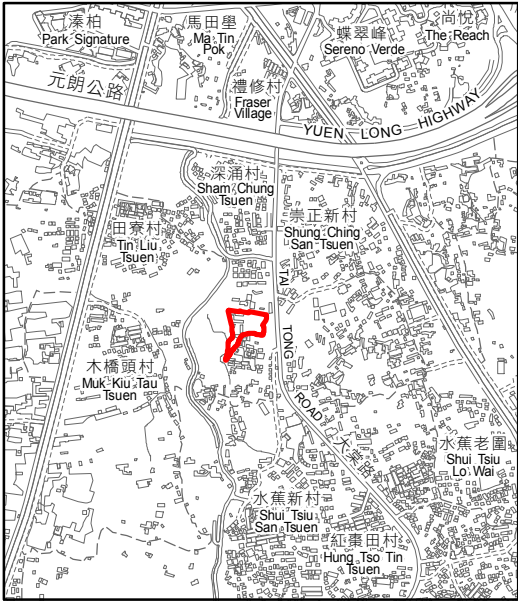 溱柏
Park Signature
馬田壆
Ma Tin
Pok
蝶翠峰
Sereno Verde
尚悅
The Reach
元朗公路
禮修村
Fraser
Village
YUEN LONG HIGHWAY
深涌村
Sham Chung
Tsuen
田寮村
Tin Liu
Tsuen
崇正新村
Shung Ching
San Tsuen
TAI TONG ROAD
木橋頭村
Muk Kiu Tau
Tsuen
大棠路
水蕉老圍
Shui Tsiu
Lo Wai
水蕉新村
Shui Tsiu
San Tsuen
紅棗田村
Hung Tso Tin
Tsuen